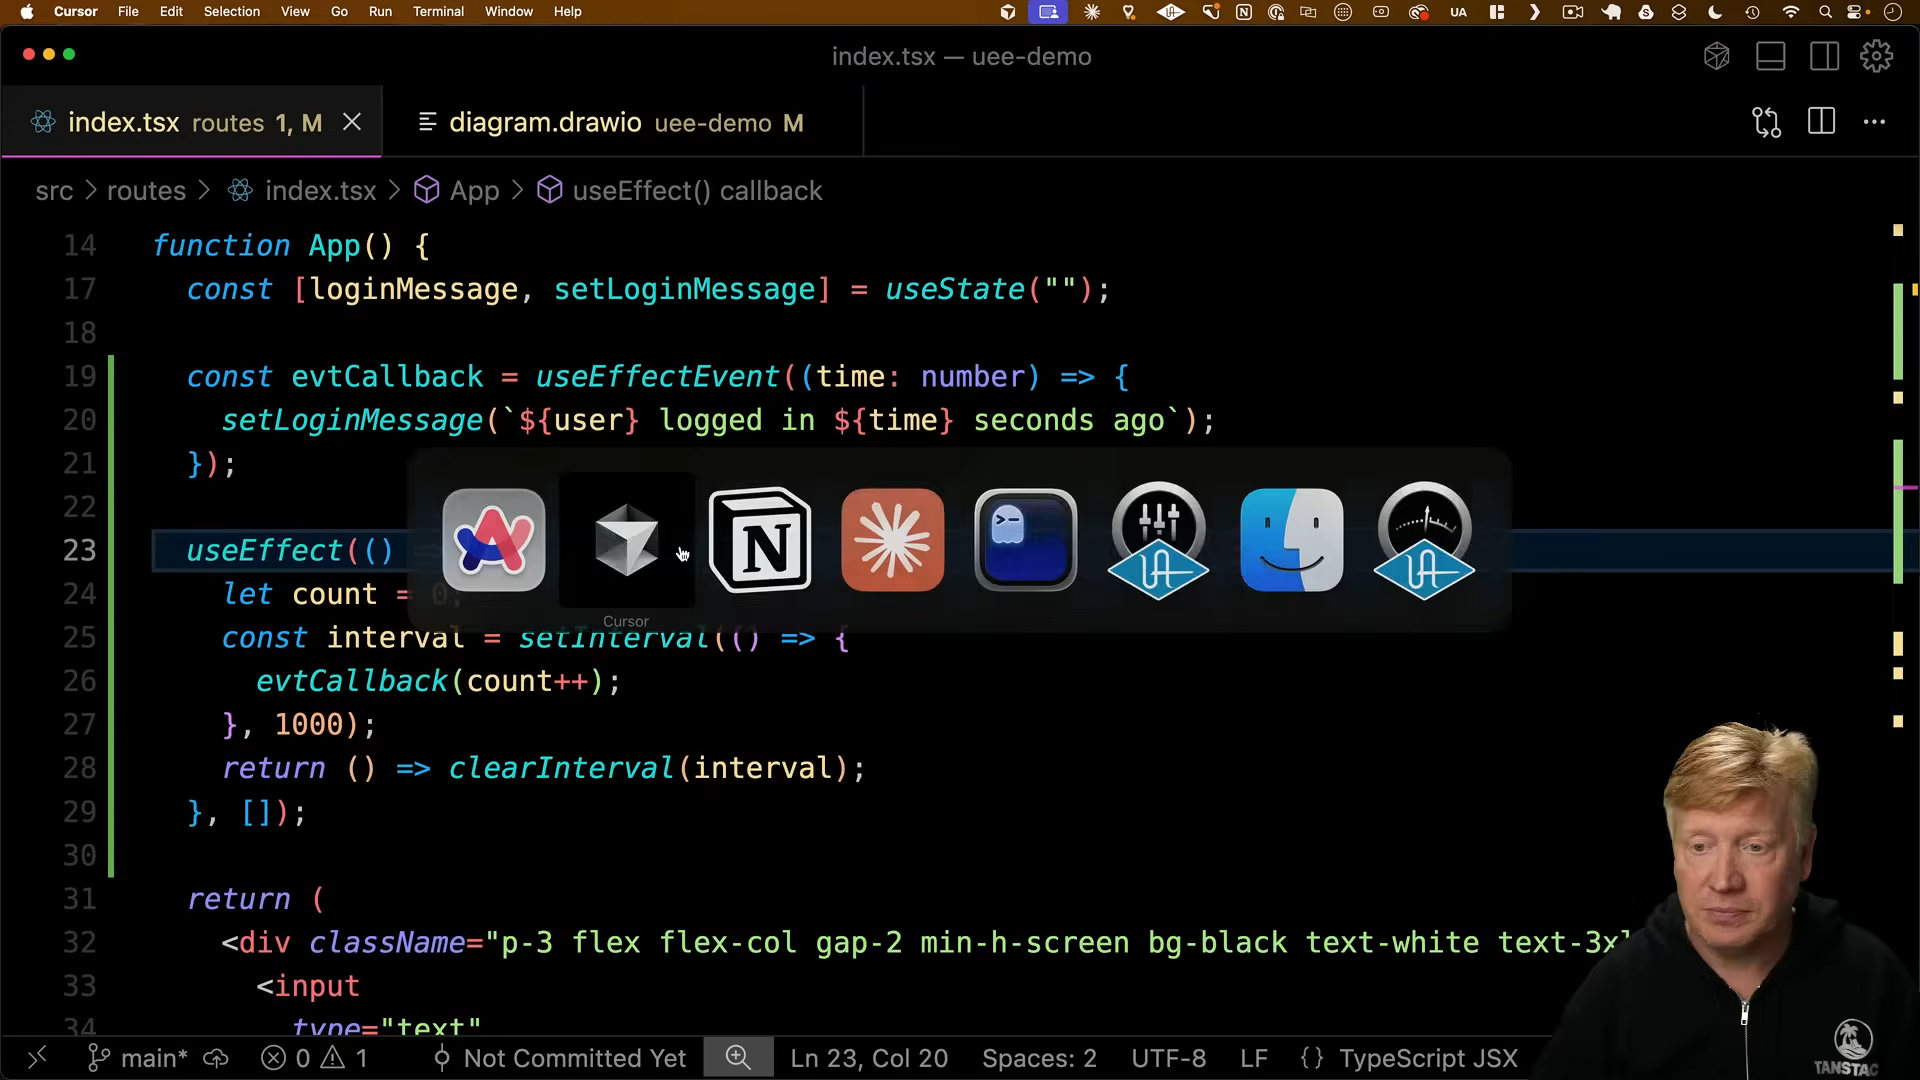 Cursor File Edit Selection View Go Run Terminal Window Help UA
index.tsx — uee-demo
index.tsx routes 1, M
diagram.drawio uee-demo M
src > routes > index.tsx > App > useEffect() callback
14 function App() {
17 const [loginMessage, setLoginMessage] = useState("");
18
19 const evtCallback = useEffectEvent((time: number) => {
20 setLoginMessage(`${user} logged in ${time} seconds ago`);
21 });
22
23 useEffect(()
24 let count = 0;
25 const interval = setInterval(() => {
26 evtCallback(count++);
27 }, 1000);
28 return () => clearInterval(interval);
29 }, []);
30
31 return (
32 <div className="p-3 flex flex-col gap-2 min-h-screen bg-black text-white text-3xl
33 <input
34 type="text"
Cursor
main* 0 1 Not Committed Yet Ln 23, Col 20 Spaces: 2 UTF-8 LF {} TypeScript JSX
TANSTAC